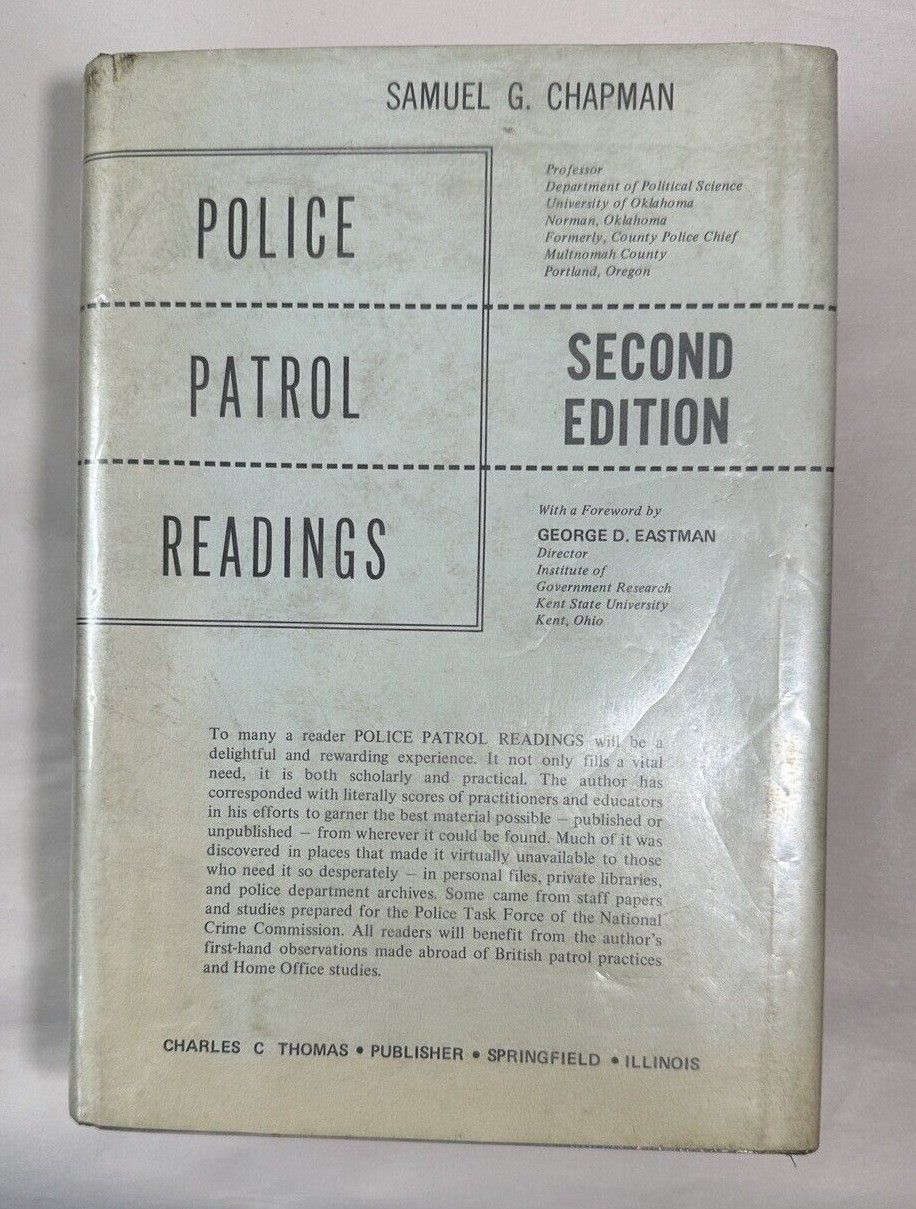 SAMUEL G. CHAPMAN
POLICE
PATROL
READINGS
Professor
Department of Political Science
University of Oklahoma
Norman, Oklahoma
Formerly, County Police Chief
Multnomah County
Portland, Oregon
SECOND
EDITION
With a Foreword by
GEORGE D. EASTMAN
Director
Institute of
Government Research
Kent State University
Kent, Ohio
To many a reader POLICE PATROL READINGS will be a
delightful and rewarding experience. It not only fills a vital
need, it is both scholarly and practical. The author has
corresponded with literally scores of practitioners and educators
in his efforts to garner the best material possible — published or
unpublished — from wherever it could be found. Much of it was
discovered in places that made it virtually unavailable to those
who need it so desperately — in personal files, private libraries,
and police department archives. Some came from staff papers
and studies prepared for the Police Task Force of the National
Crime Commission. All readers will benefit from the author's
first-hand observations made abroad of British patrol practices
and Home Office studies.
CHARLES C THOMAS • PUBLISHER • SPRINGFIELD • ILLINOIS